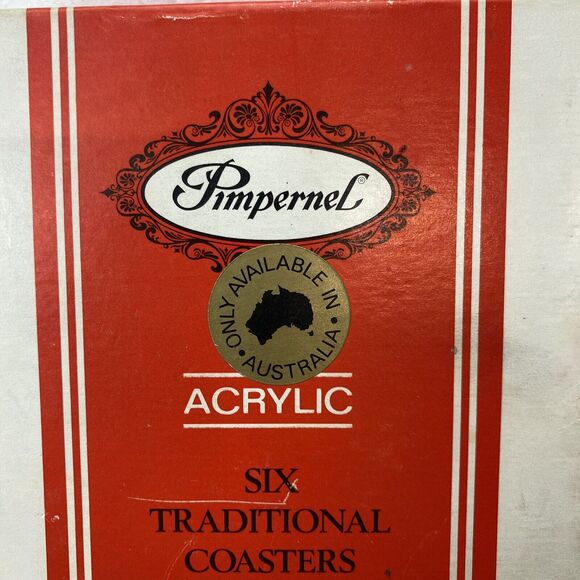 Pimpernel®
• ONLY AVAILABLE IN •
AUSTRALIA
ACRYLIC
SIX
TRADITIONAL
COASTERS